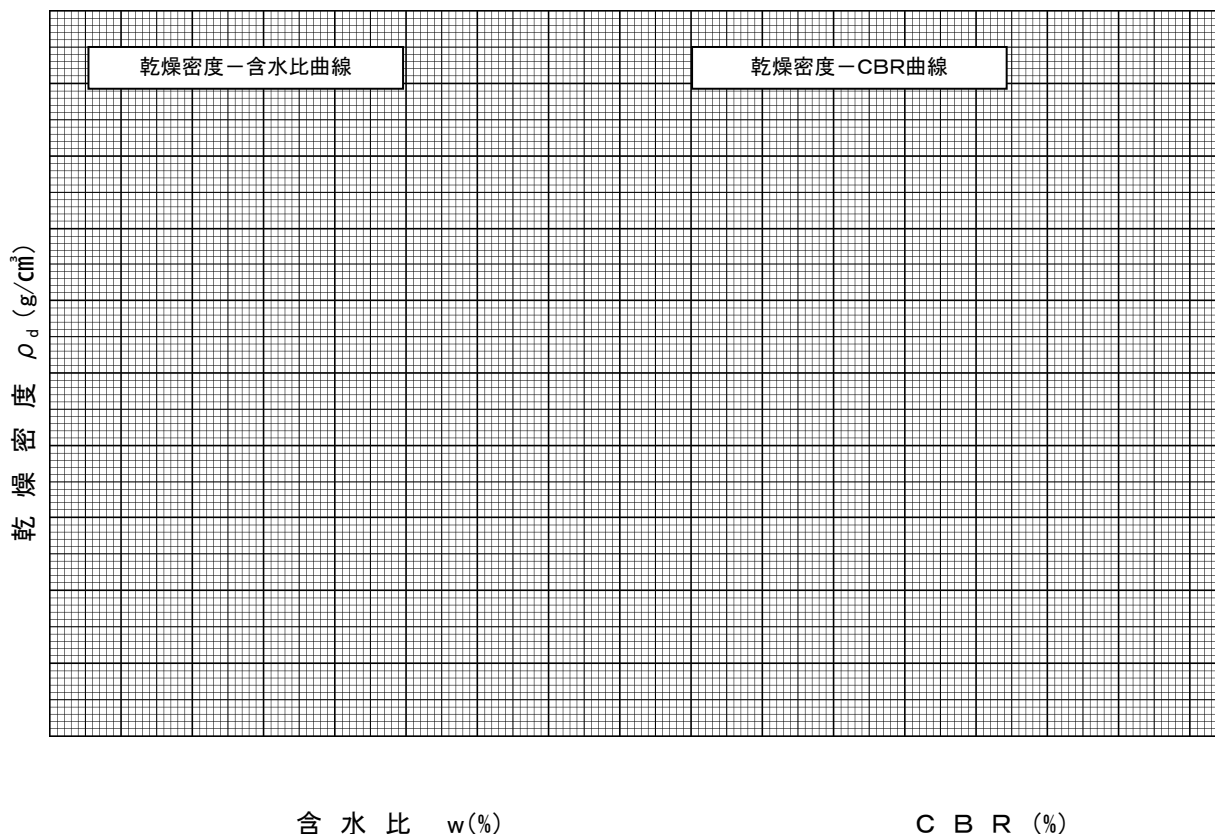 乾燥密度－含水比曲線
乾燥密度－CBR曲線
乾 燥 密 度 ρd (g/c㎥)
含 水 比 w(%)
C B R (%)